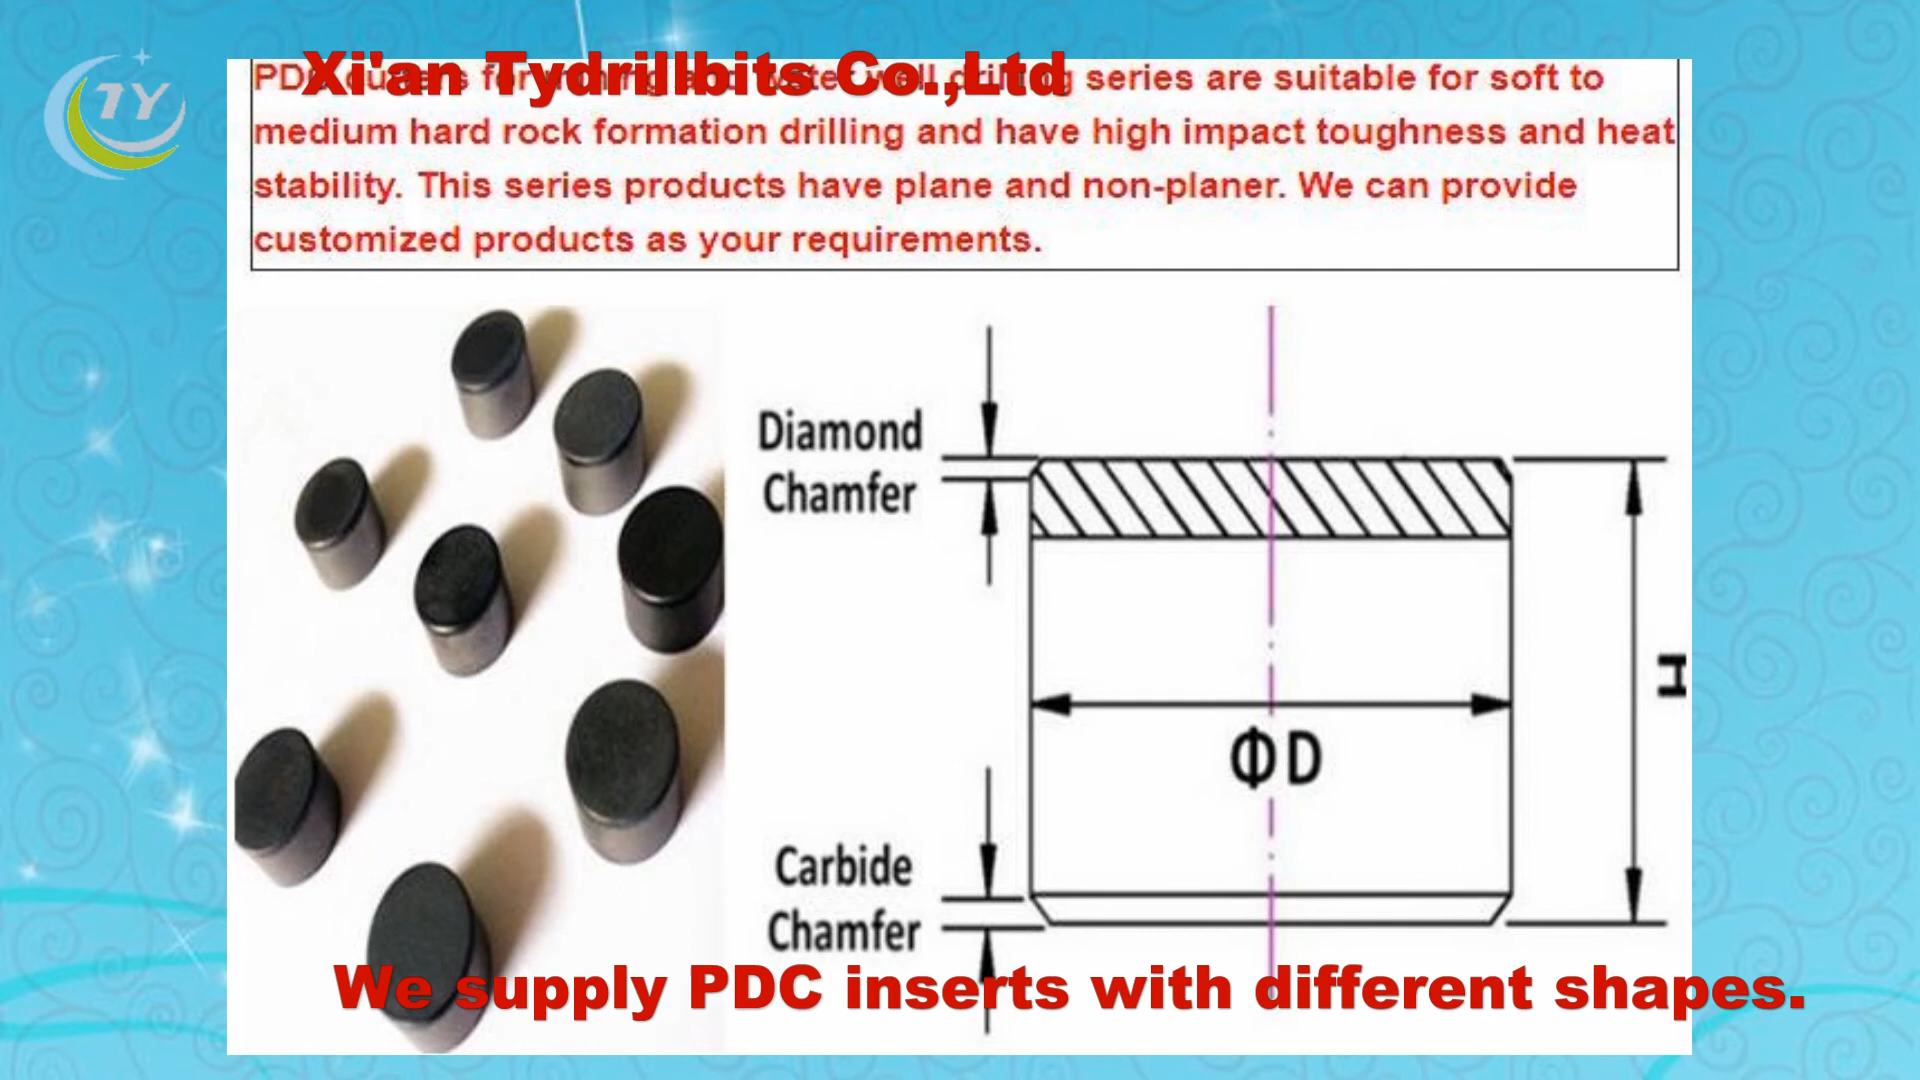 TY
Xi'an Tydrillbits Co.,Ltd
series are suitable for soft to
medium hard rock formation drilling and have high impact toughness and heat
stability. This series products have plane and non-planer. We can provide
customized products as your requirements.
Diamond
Chamfer
H
ΦD
Carbide
Chamfer
We supply PDC inserts with different shapes.